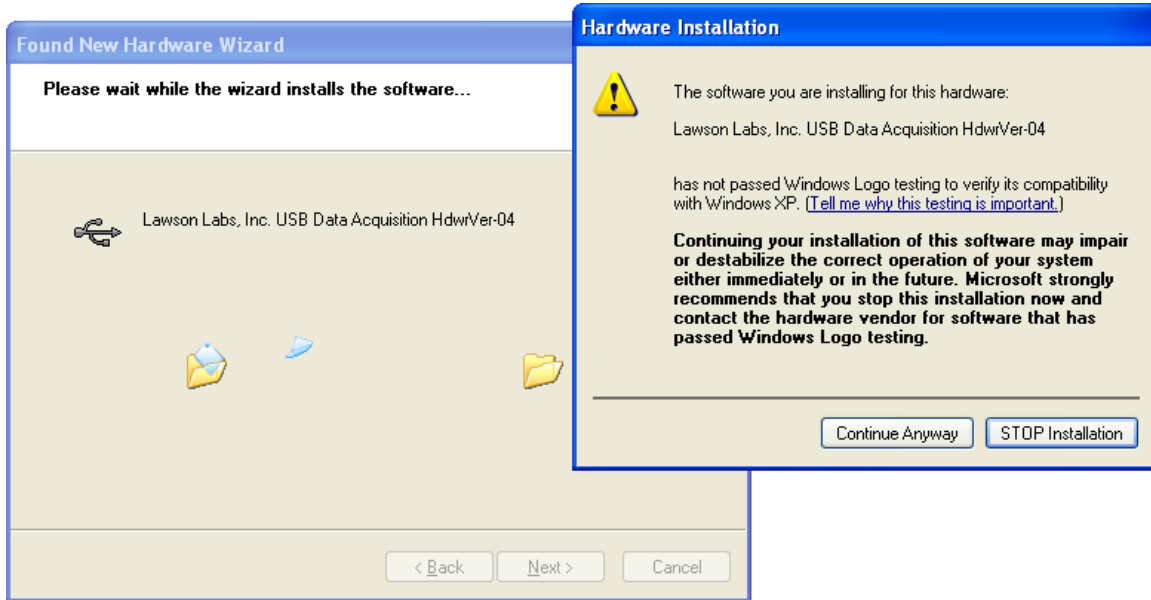 Found New Hardware Wizard
Please wait while the wizard installs the software...
Lawson Labs, Inc. USB Data Acquisition HdwrVer-04
< Back
Next >
Cancel
Hardware Installation
The software you are installing for this hardware:
Lawson Labs, Inc. USB Data Acquisition HdwrVer-04
has not passed Windows Logo testing to verify its compatibility
with Windows XP. (Tell me why this testing is important.)
Continuing your installation of this software may impair
or destabilize the correct operation of your system
either immediately or in the future. Microsoft strongly
recommends that you stop this installation now and
contact the hardware vendor for software that has
passed Windows Logo testing.
Continue Anyway
STOP Installation